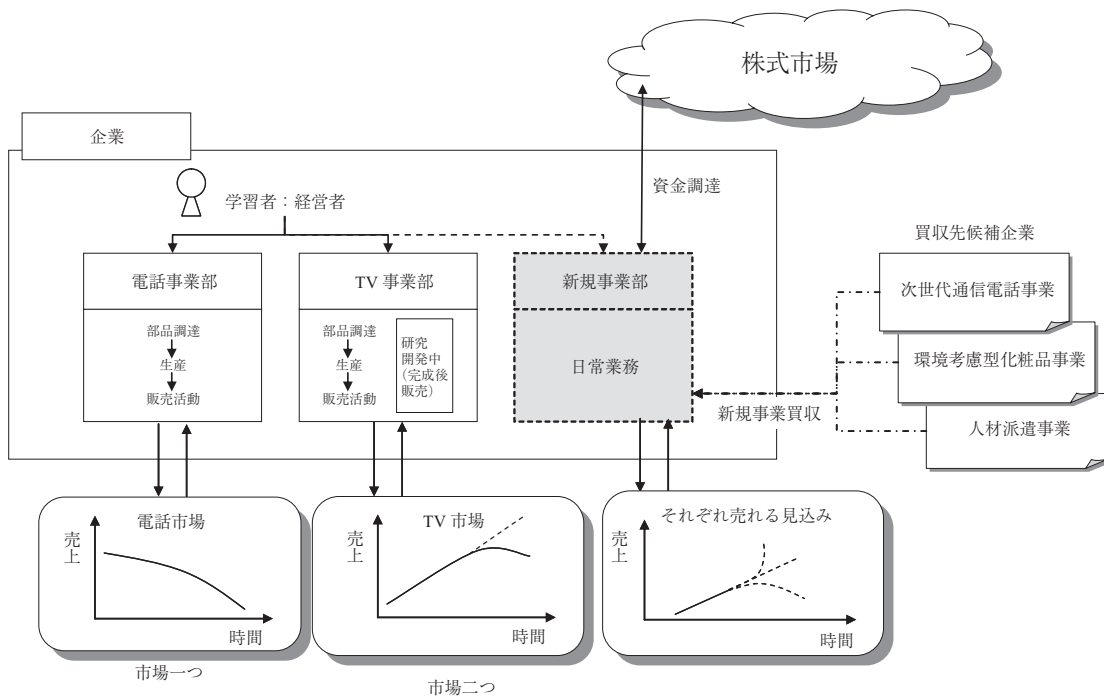 株式市場
企業
学習者：経営者
資金調達
買収先候補企業
電話事業部
TV 事業部
新規事業部
次世代通信電話事業
部品調達
生産
販売活動
部品調達
生産
販売活動
研究
開発中
（完成後
販売）
日常業務
環境考慮型化粧品事業
新規事業買収
人材派遣事業
電話市場
売上
時間
TV 市場
売上
時間
それぞれ売れる見込み
売上
時間
市場一つ
市場二つ